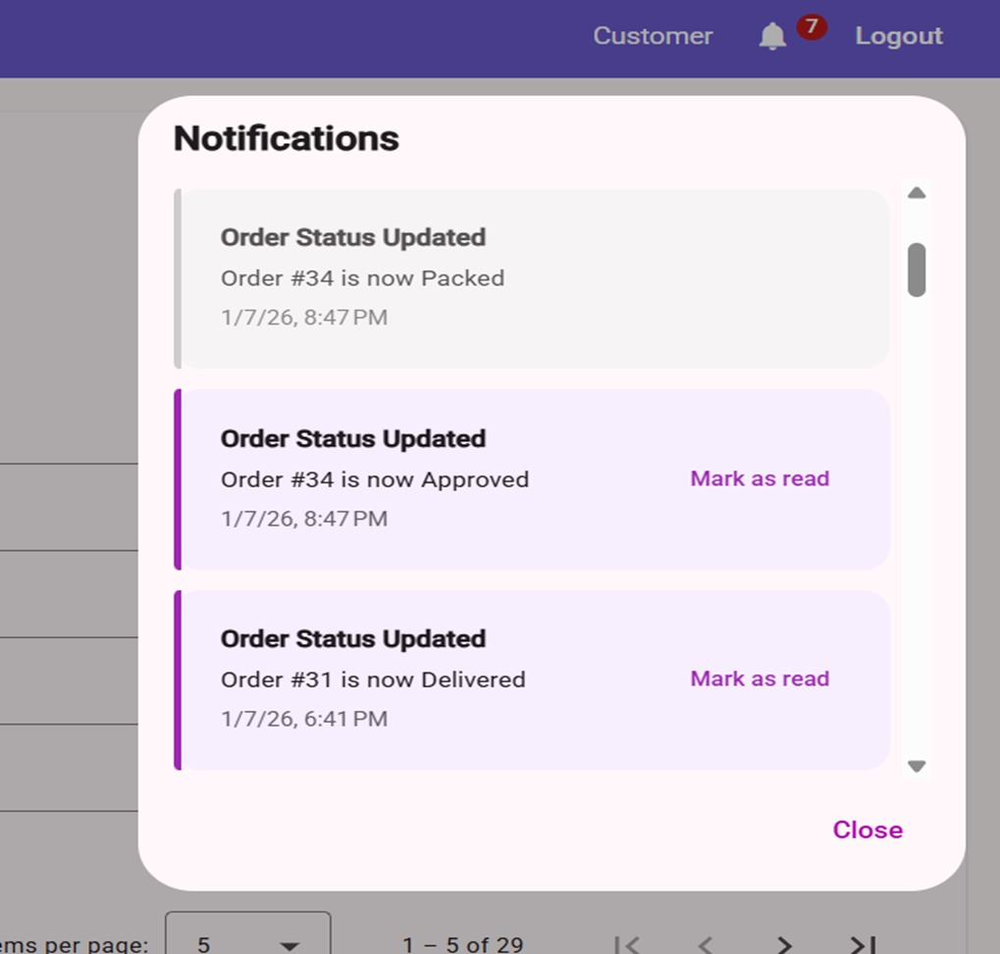 Customer 7 Logout
Notifications
Order Status Updated
Order #34 is now Packed
1/7/26, 8:47 PM
Order Status Updated
Order #34 is now Approved
Mark as read
1/7/26, 8:47 PM
Order Status Updated
Order #31 is now Delivered
Mark as read
1/7/26, 6:41 PM
Close
ems per page: 5 1 – 5 of 29